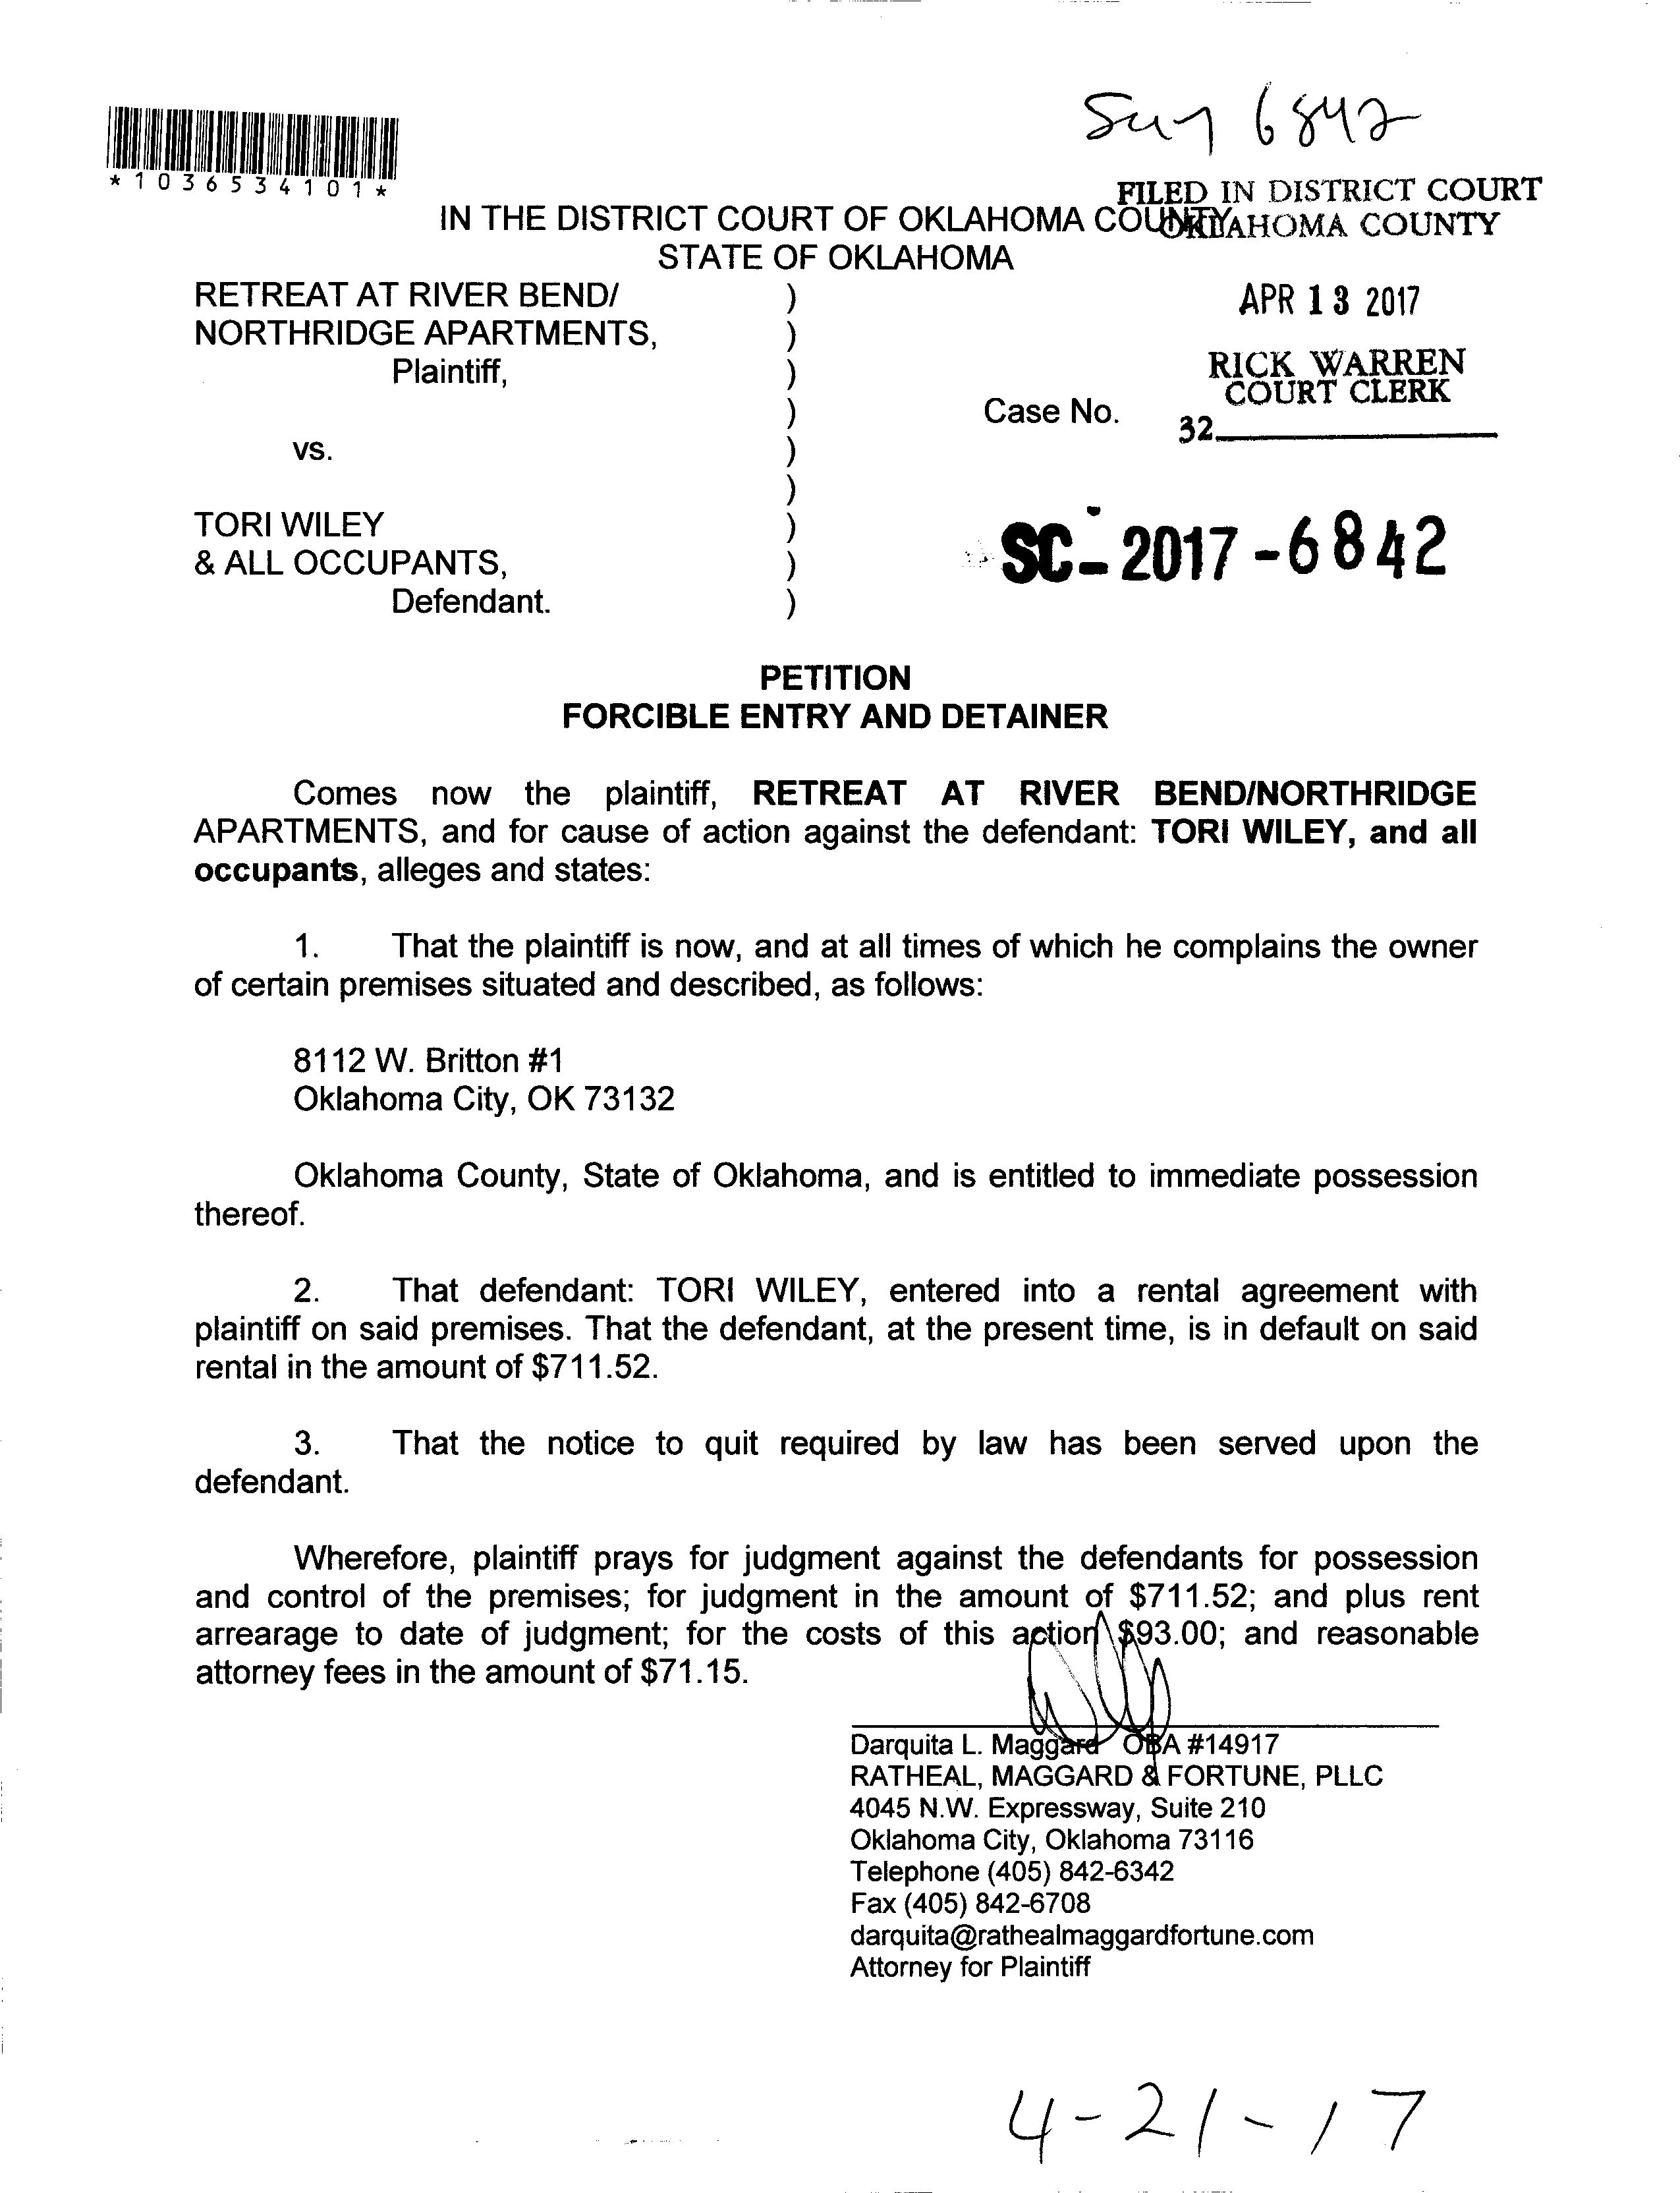 6842
*1036534101*
FILED IN DISTRICT COURT
OKLAHOMA COUNTY
IN THE DISTRICT COURT OF OKLAHOMA COUNTY
STATE OF OKLAHOMA
RETREAT AT RIVER BEND/ )
NORTHRIDGE APARTMENTS, )
Plaintiff, )
)
vs. )
)
TORI WILEY )
& ALL OCCUPANTS, )
Defendant. )
APR 13 2017
RICK WARREN
COURT CLERK
Case No.
32
SC-2017-6842
PETITION
FORCIBLE ENTRY AND DETAINER
Comes now the plaintiff, RETREAT AT RIVER BEND/NORTHRIDGE
APARTMENTS, and for cause of action against the defendant: TORI WILEY, and all
occupants, alleges and states:
1. That the plaintiff is now, and at all times of which he complains the owner
of certain premises situated and described, as follows:
8112 W. Britton #1
Oklahoma City, OK 73132
Oklahoma County, State of Oklahoma, and is entitled to immediate possession
thereof.
2. That defendant: TORI WILEY, entered into a rental agreement with
plaintiff on said premises. That the defendant, at the present time, is in default on said
rental in the amount of $711.52.
3. That the notice to quit required by law has been served upon the
defendant.
Wherefore, plaintiff prays for judgment against the defendants for possession
and control of the premises; for judgment in the amount of $711.52; and plus rent
arrearage to date of judgment; for the costs of this action $93.00; and reasonable
attorney fees in the amount of $71.15.
Darquita L. Maggard OBA #14917
RATHEAL, MAGGARD & FORTUNE, PLLC
4045 N.W. Expressway, Suite 210
Oklahoma City, Oklahoma 73116
Telephone (405) 842-6342
Fax (405) 842-6708
darquita@rathealmaggardfortune.com
Attorney for Plaintiff
4-21-17